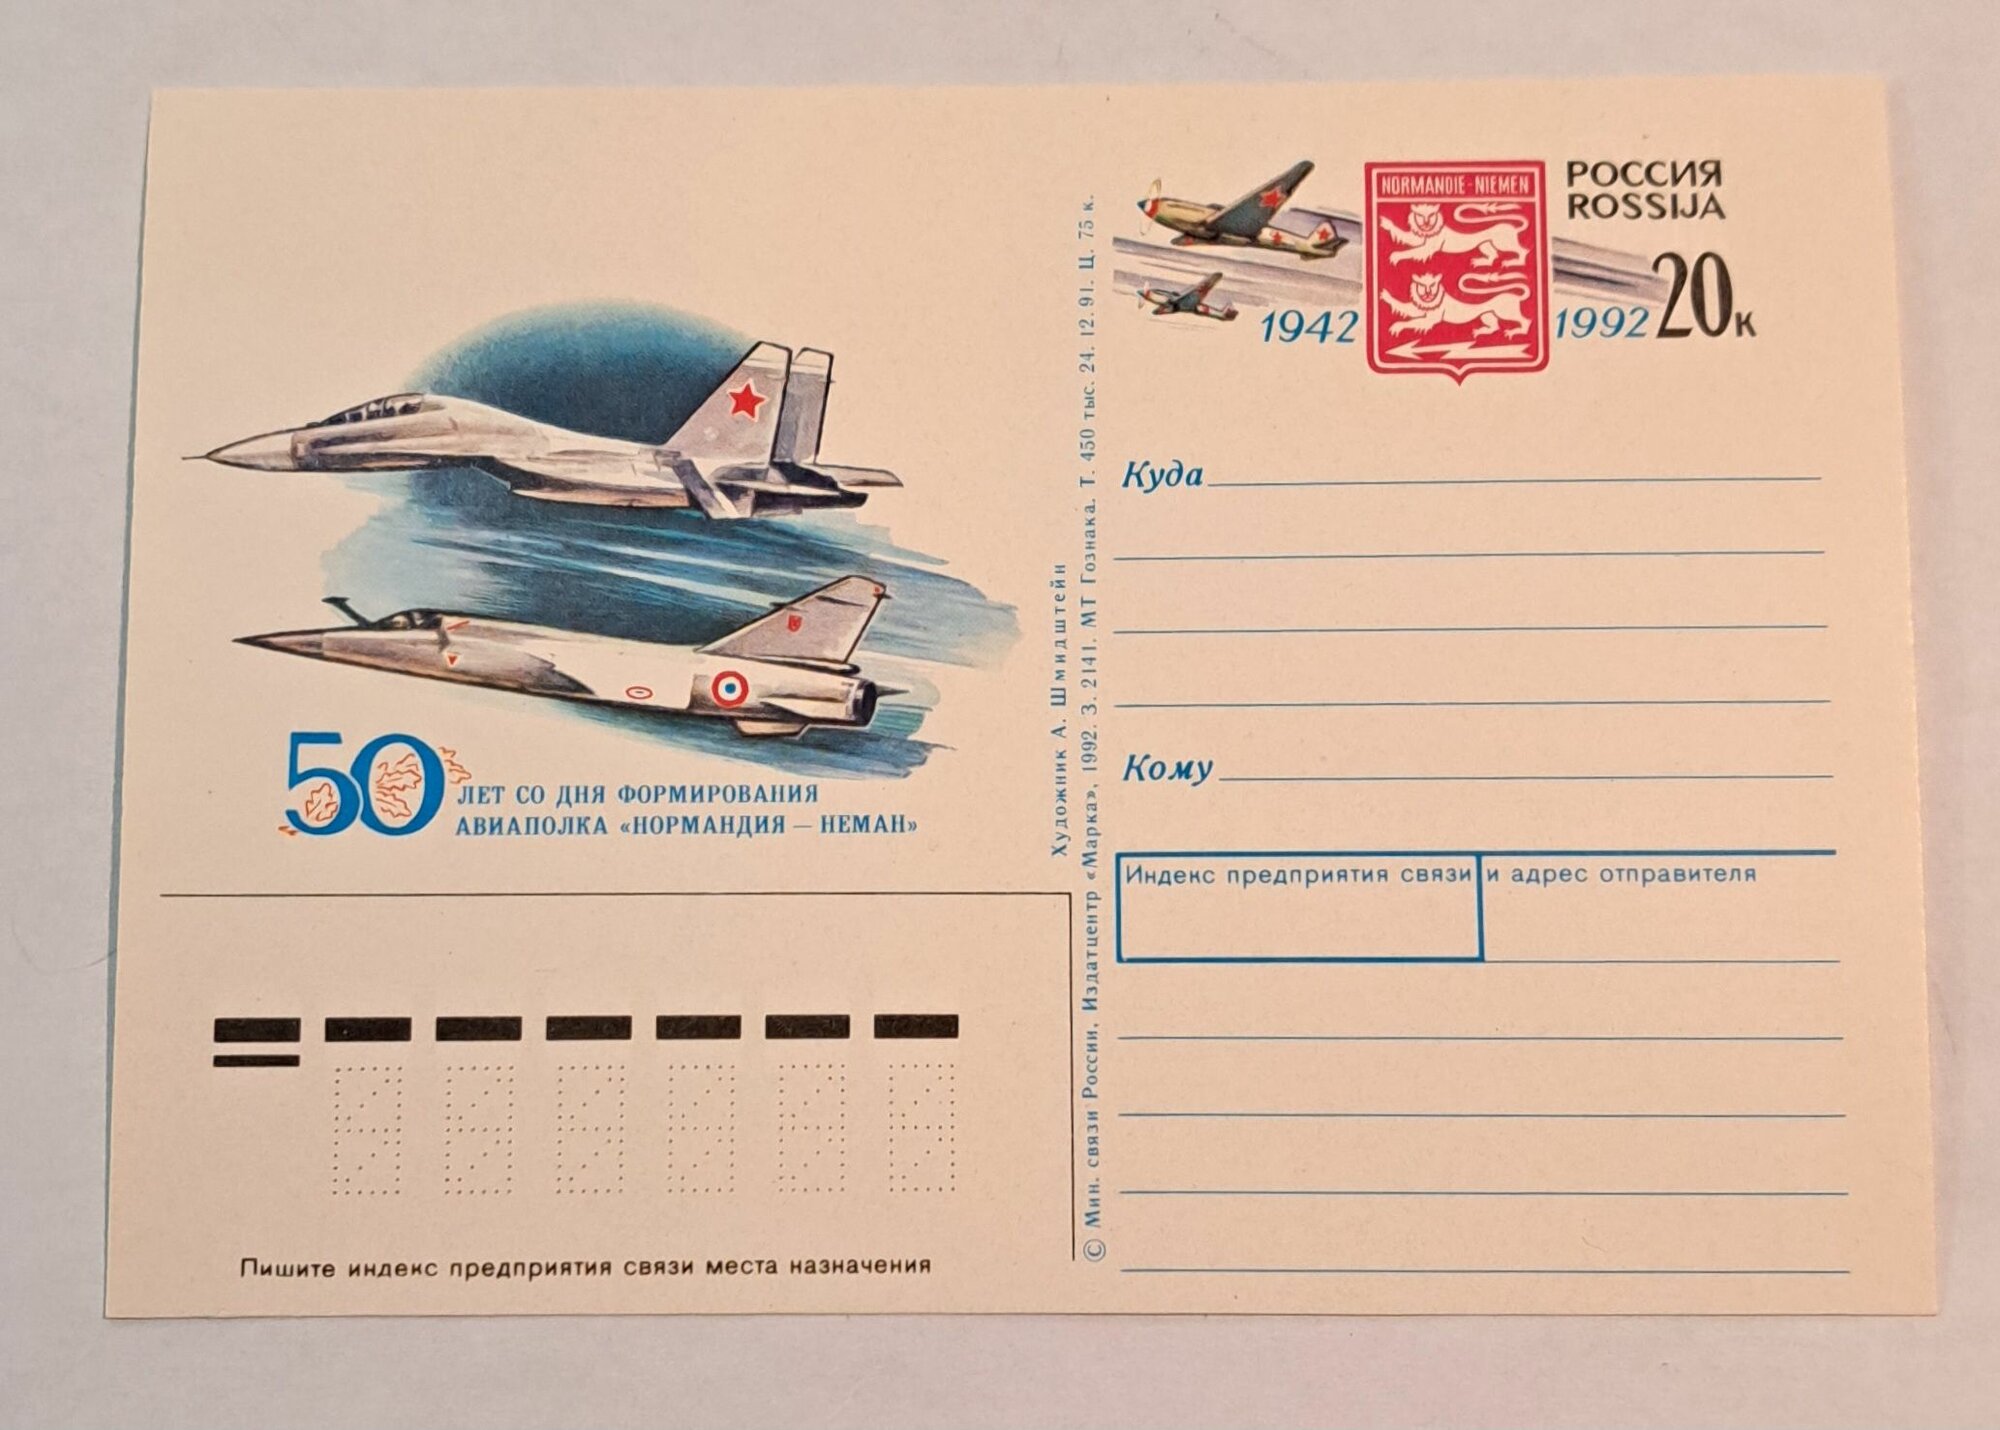 50 ЛЕТ СО ДНЯ ФОРМИРОВАНИЯ
АВИАПОЛКА «НОРМАНДИЯ — НЕМАН»
Пишите индекс предприятия связи места назначения
Художник А. Шмидштейн
© Мин. связи России, Издатцентр «Марка», 1992. З. 2141. МТ Гознака. Т. 450 тыс. 24. 12. 91. Ц. 75 к.
NORMANDIE-NIEMEN
РОССИЯ
ROSSIJA
1942
1992
20к
Куда
Кому
Индекс предприятия связи и адрес отправителя